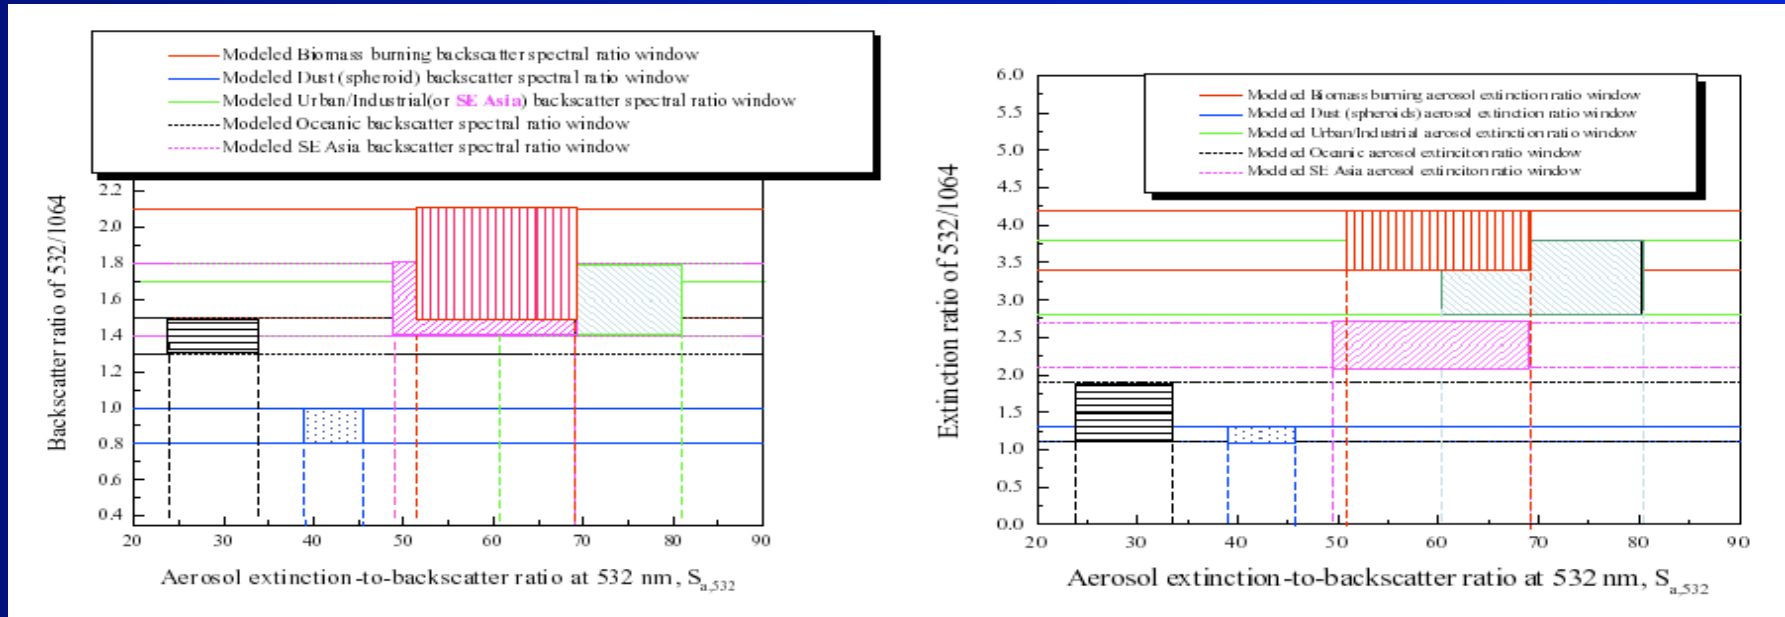 Modeled Biomass burning backscatter spectral ratio window
Modeled Dust (spheroid) backscatter spectral ratio window
Modeled Urban/Industrial(or SE Asia) backscatter spectral ratio window
Modeled Oceanic backscatter spectral ratio window
Modeled SE Asia backscatter spectral ratio window
Backscatter ratio of 532/1064
2.2
2.0
1.8
1.6
1.4
1.2
1.0
0.8
0.6
0.4
20 30 40 50 60 70 80 90
Aerosol extinction-to-backscatter ratio at 532 nm, Sa,532
Modeled Biomass burning aerosol extinction ratio window
Modeled Dust (spheroids) aerosol extinction ratio window
Modeled Urban/Industrial aerosol extinction ratio window
Modeled Oceanic aerosol extinciton ratio window
Modeled SE Asia aerosol extinciton ratio window
Extinction ratio of 532/1064
6.0
5.5
5.0
4.5
4.0
3.5
3.0
2.5
2.0
1.5
1.0
0.5
0.0
20 30 40 50 60 70 80 90
Aerosol extinction-to-backscatter ratio at 532 nm, Sa,532